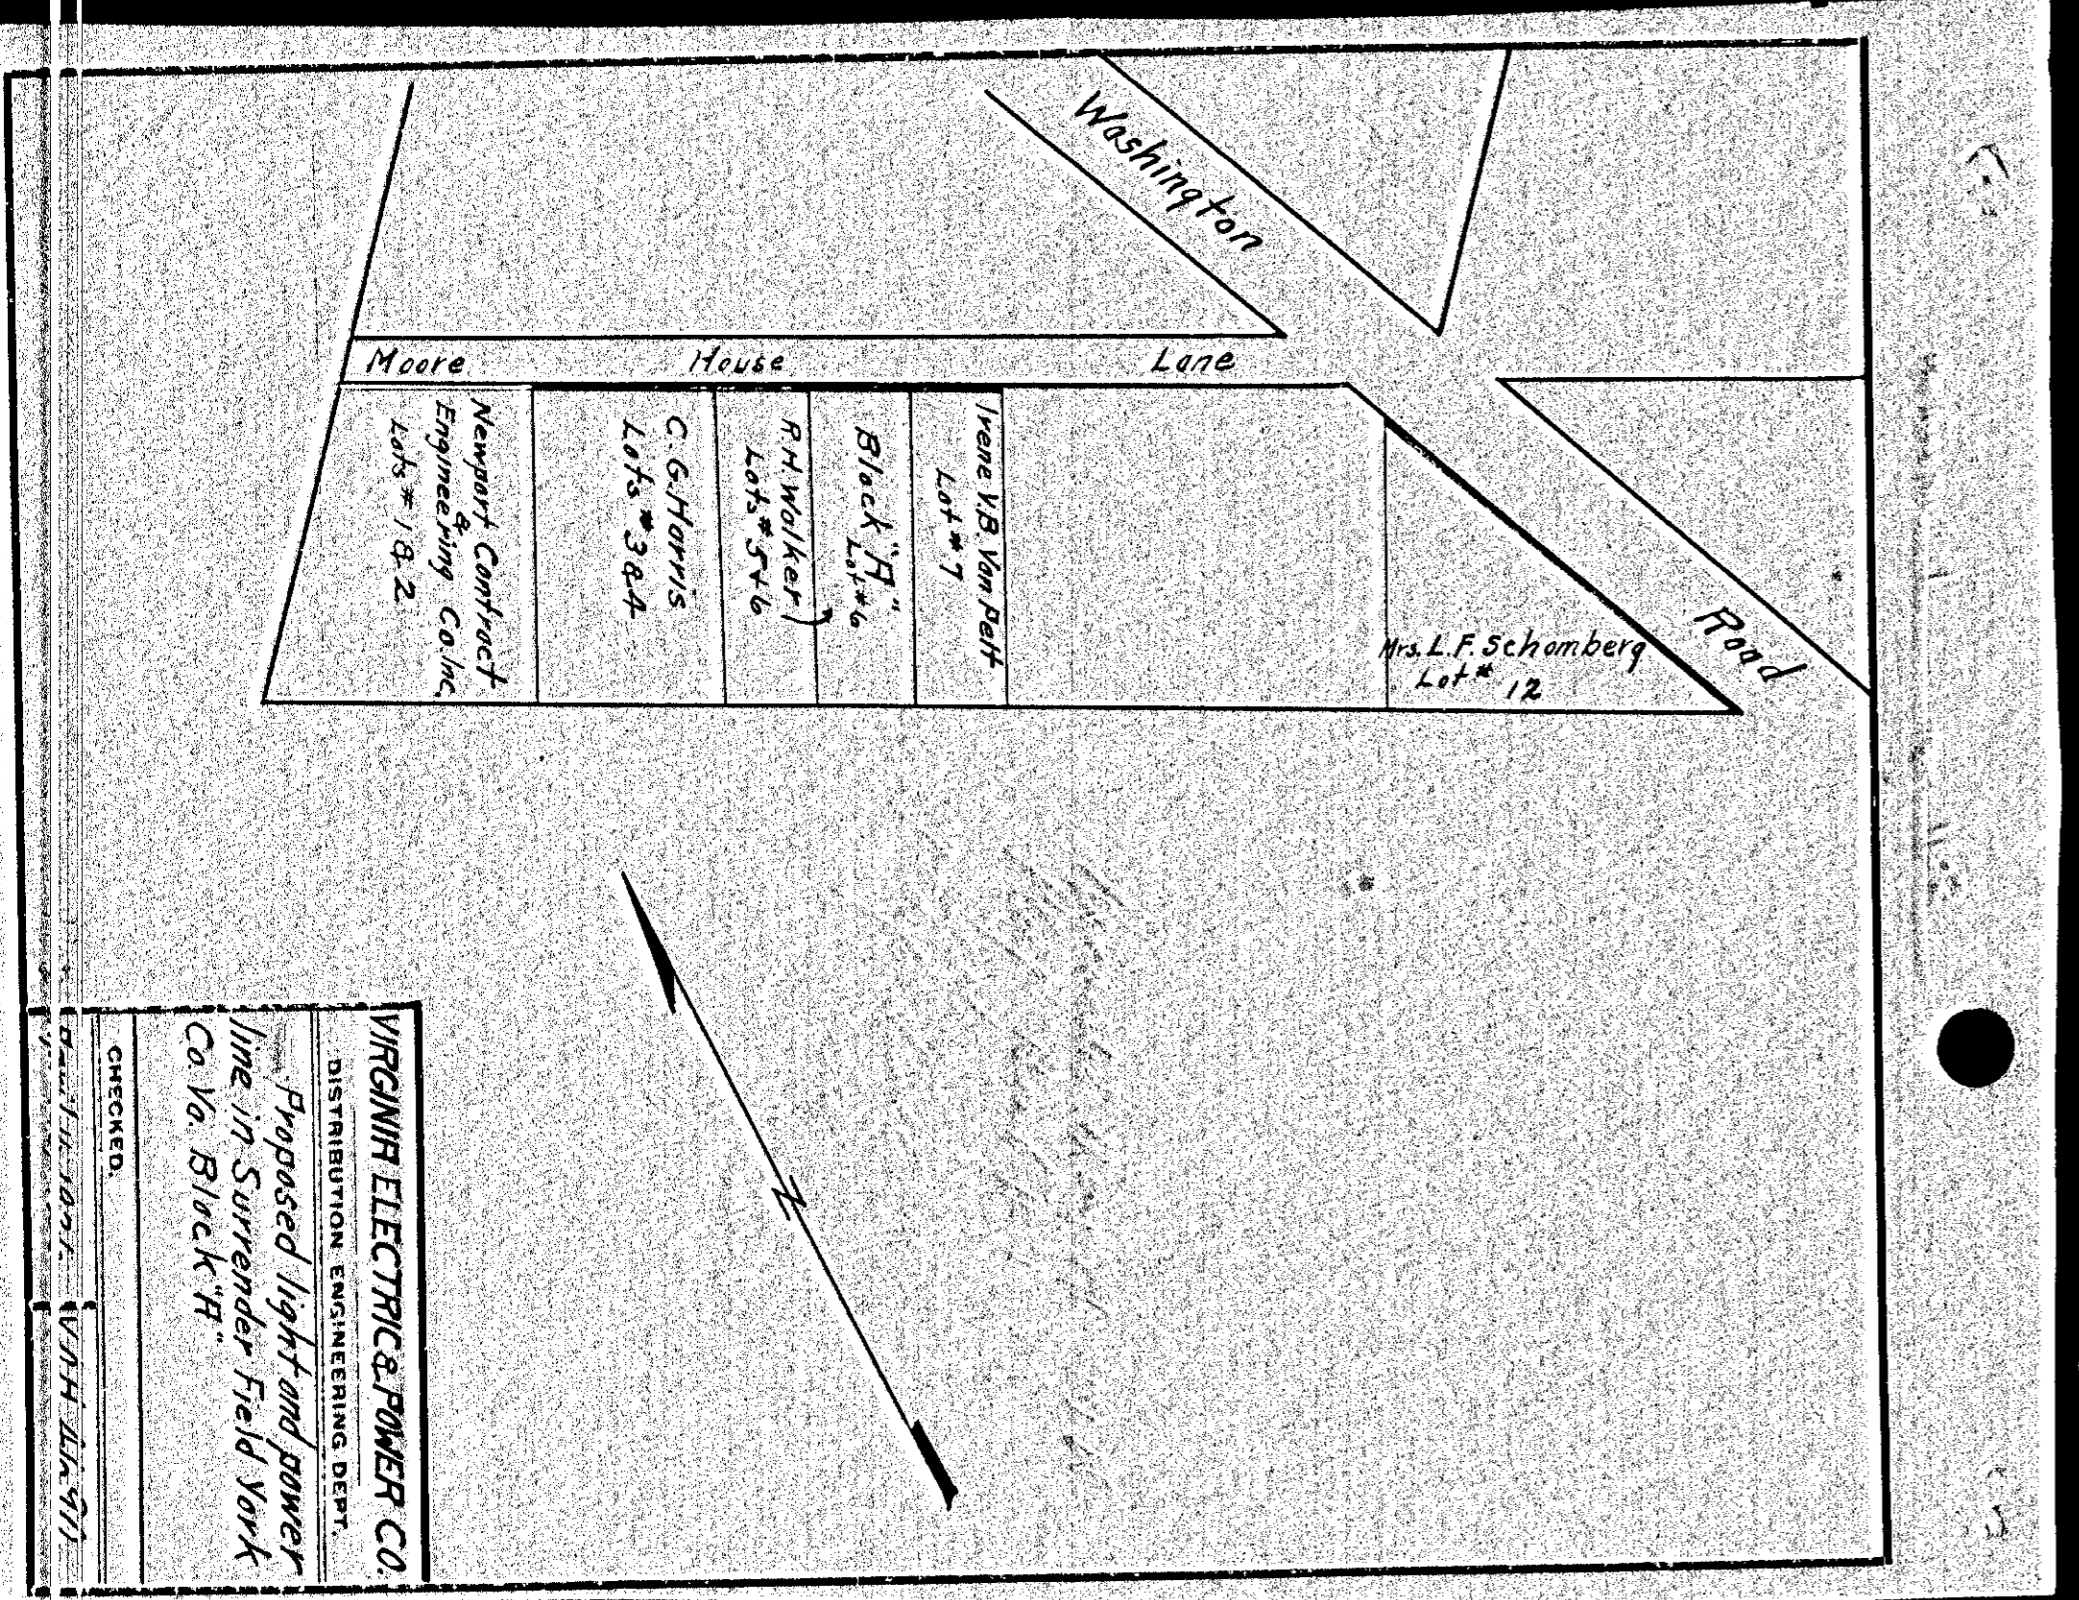 Washington
Road
Moore House Lane
Newport Contract
&
Engineering Co. Inc.
Lots # 1 & 2
C. G. Harris
Lots # 3 & 4
R. H. Walker
Lots # 5 + 6
Block "A"
Lot # 6
Irene V.B. Van Pelt
Lot # 7
Mrs. L. F. Schomberg
Lot # 12
N
VIRGINIA ELECTRIC & POWER CO.
DISTRIBUTION ENGINEERING DEPT.
Proposed light and power
line in Surrender Field York
Co. Va. Block "A"
CHECKED.